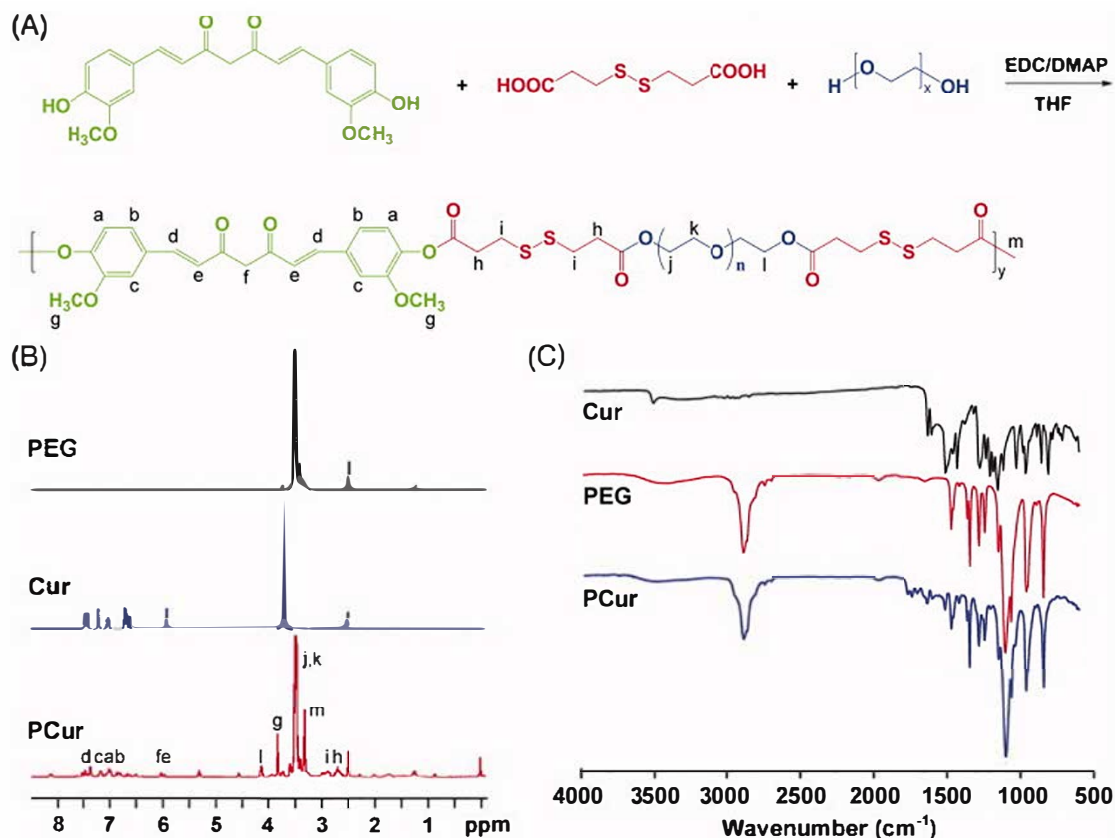 (A)
O O
HO H₃CO OH OCH₃
+
HOOC S S COOH
+
H O x OH
EDC/DMAP
THF
a b d O O d b a O O i S S h O k O n l O O S S O m
O e f e O h i O j O y
H₃CO c c OCH₃
g g
(B)
PEG
Cur
PCur
d cab fe l g j,k m i h
8 7 6 5 4 3 2 1 ppm
(C)
Cur
PEG
PCur
4000 3500 3000 2500 2000 1500 1000 500
Wavenumber (cm⁻¹)